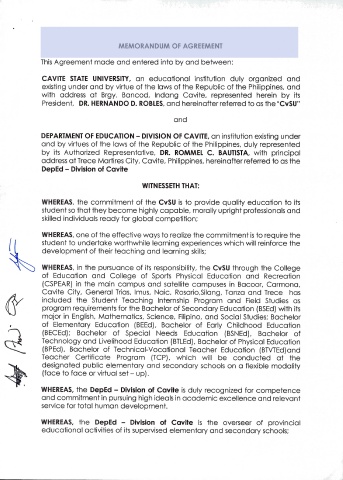 MEMORANDUM OF AGREEMENT
This Agreement made and entered into by and between:
CAVITE STATE UNIVERSITY, an educational institution duly organized and
existing under and by virtue of the laws of the Republic of the Philippines, and
with address at Brgy. Bancod, Indang Cavite, represented herein by its
President, DR. HERNANDO D. ROBLES, and hereinafter referred to as the "CvSU"
and
DEPARTMENT OF EDUCATION – DIVISION OF CAVITE, an institution existing under
and by virtues of the laws of the Republic of the Philippines, duly represented
by its Authorized Representative, DR. ROMMEL C. BAUTISTA, with principal
address at Trece Martires City, Cavite, Philippines, hereinafter referred to as the
DepEd – Division of Cavite
WITNESSETH THAT:
WHEREAS, the commitment of the CvSU is to provide quality education to its
student so that they become highly capable, morally upright professionals and
skilled individuals ready for global competition;
WHEREAS, one of the effective ways to realize the commitment is to require the
student to undertake worthwhile learning experiences which will reinforce the
development of their teaching and learning skills;
WHEREAS, in the pursuance of its responsibility, the CvSU through the College
of Education and College of Sports Physical Education and Recreation
(CSPEAR) in the main campus and satellite campuses in Bacoor, Carmona,
Cavite City, General Trias, Imus, Naic, Rosario,Silang, Tanza and Trece has
included the Student Teaching Internship Program and Field Studies as
program requirements for the Bachelor of Secondary Education (BSEd) with its
major in English, Mathematics, Science, Filipino, and Social Studies; Bachelor
of Elementary Education (BEEd), Bachelor of Early Childhood Education
(BECEd); Bachelor of Special Needs Education (BSNEd), Bachelor of
Technology and Livelihood Education (BTLEd), Bachelor of Physical Education
(BPEd), Bachelor of Technical-Vocational Teacher Education (BTVTEd)and
Teacher Certificate Program (TCP), which will be conducted at the
designated public elementary and secondary schools on a flexible modality
(face to face or virtual set – up).
WHEREAS, the DepEd – Division of Cavite is duly recognized for competence
and commitment in pursuing high ideals in academic excellence and relevant
service for total human development.
WHEREAS, the DepEd – Division of Cavite is the overseer of provincial
educational activities of its supervised elementary and secondary schools;